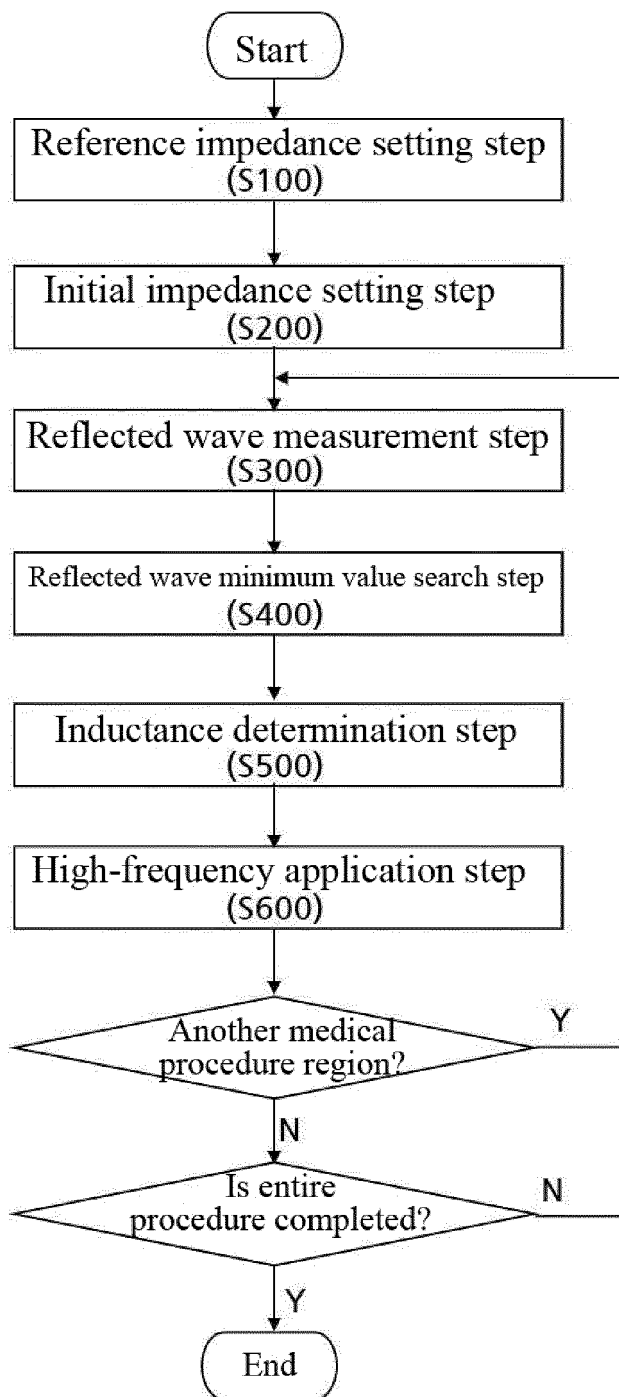 Start
Reference impedance setting step
(S100)
Initial impedance setting step
(S200)
Reflected wave measurement step
(S300)
Reflected wave minimum value search step
(S400)
Inductance determination step
(S500)
High-frequency application step
(S600)
Another medical
procedure region?
Y
N
Is entire
procedure completed?
N
Y
End